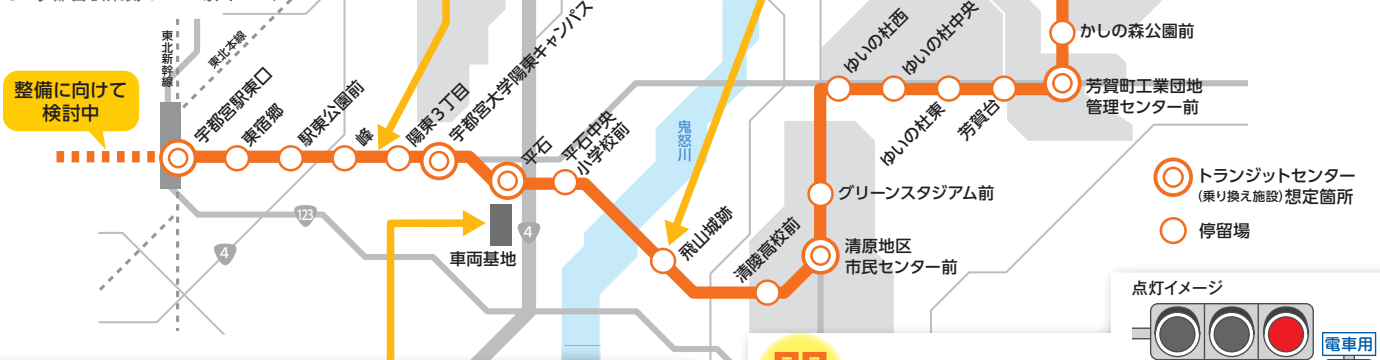 東北新幹線
東北本線
整備に向けて
検討中
宇都宮駅東口
東宿郷
駅東公園前
峰
陽東3丁目
宇都宮大学陽東キャンパス
平石
平石中央
小学校前
鬼怒川
飛山城跡
清陵高校前
清原地区
市民センター前
グリーンスタジアム前
ゆいの杜西
ゆいの杜中央
ゆいの杜東
芳賀台
芳賀町工業団地
管理センター前
かしの森公園前
車両基地
123
4
4
トランジットセンター
(乗り換え施設)想定箇所
停留場
点灯イメージ
電車用